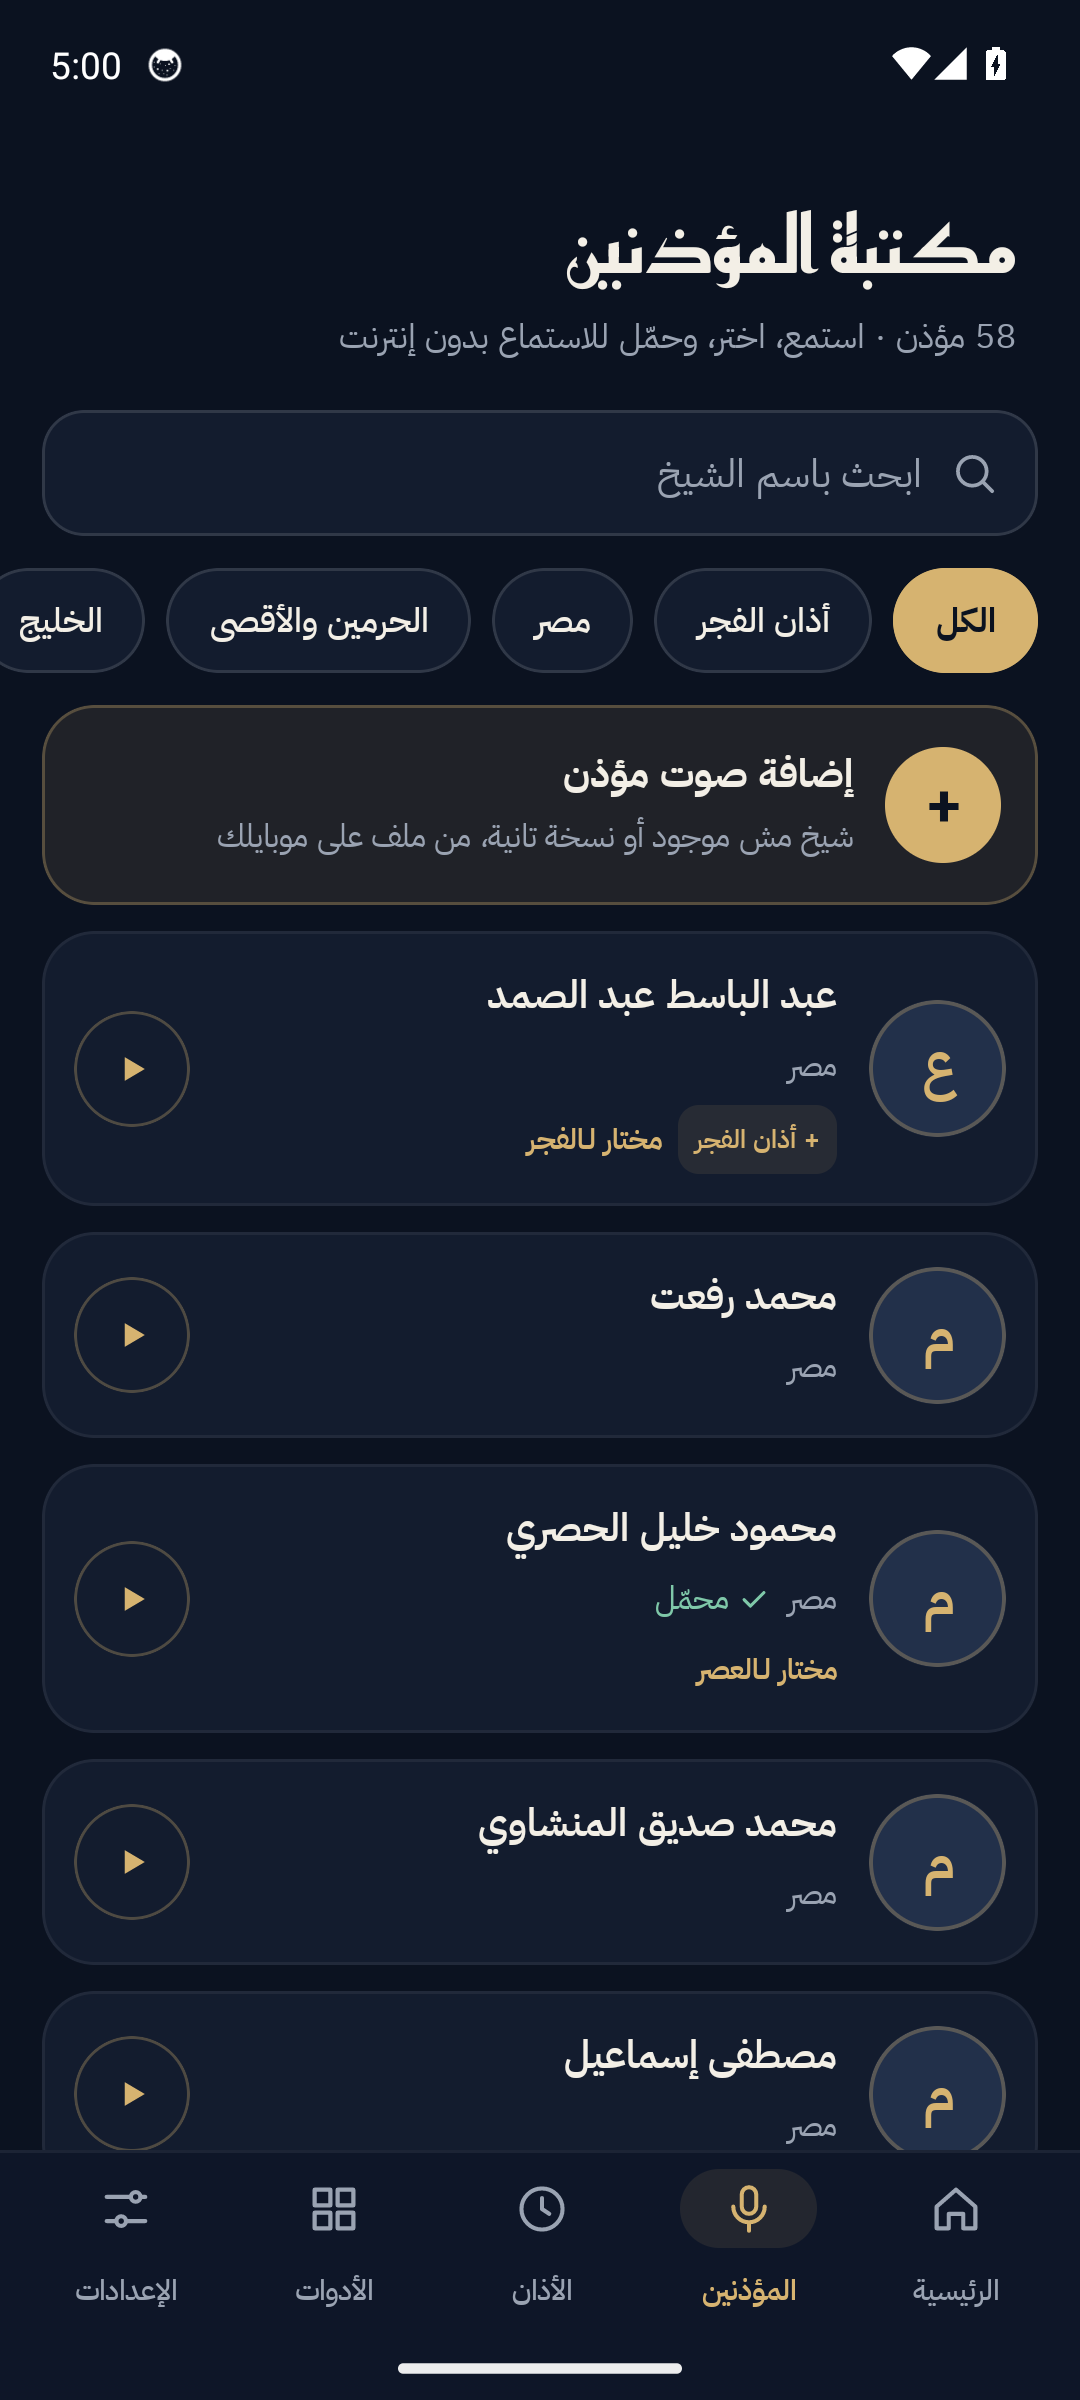 5:00
مكتبة المؤذنين
58 مؤذن · استمع، اختر، وحمّل للاستماع بدون إنترنت
ابحث باسم الشيخ
الكل
أذان الفجر
مصر
الحرمين والأقصى
الخليج
+
إضافة صوت مؤذن
شيخ مش موجود أو نسخة تانية، من ملف على موبايلك
ع
عبد الباسط عبد الصمد
مصر
+ أذان الفجر مختار لـالفجر
م
محمد رفعت
مصر
م
محمود خليل الحصري
مصر ✓ محمّل
مختار لـالعصر
م
محمد صديق المنشاوي
مصر
م
مصطفى إسماعيل
مصر
الرئيسية
المؤذنين
الأذان
الأدوات
الإعدادات